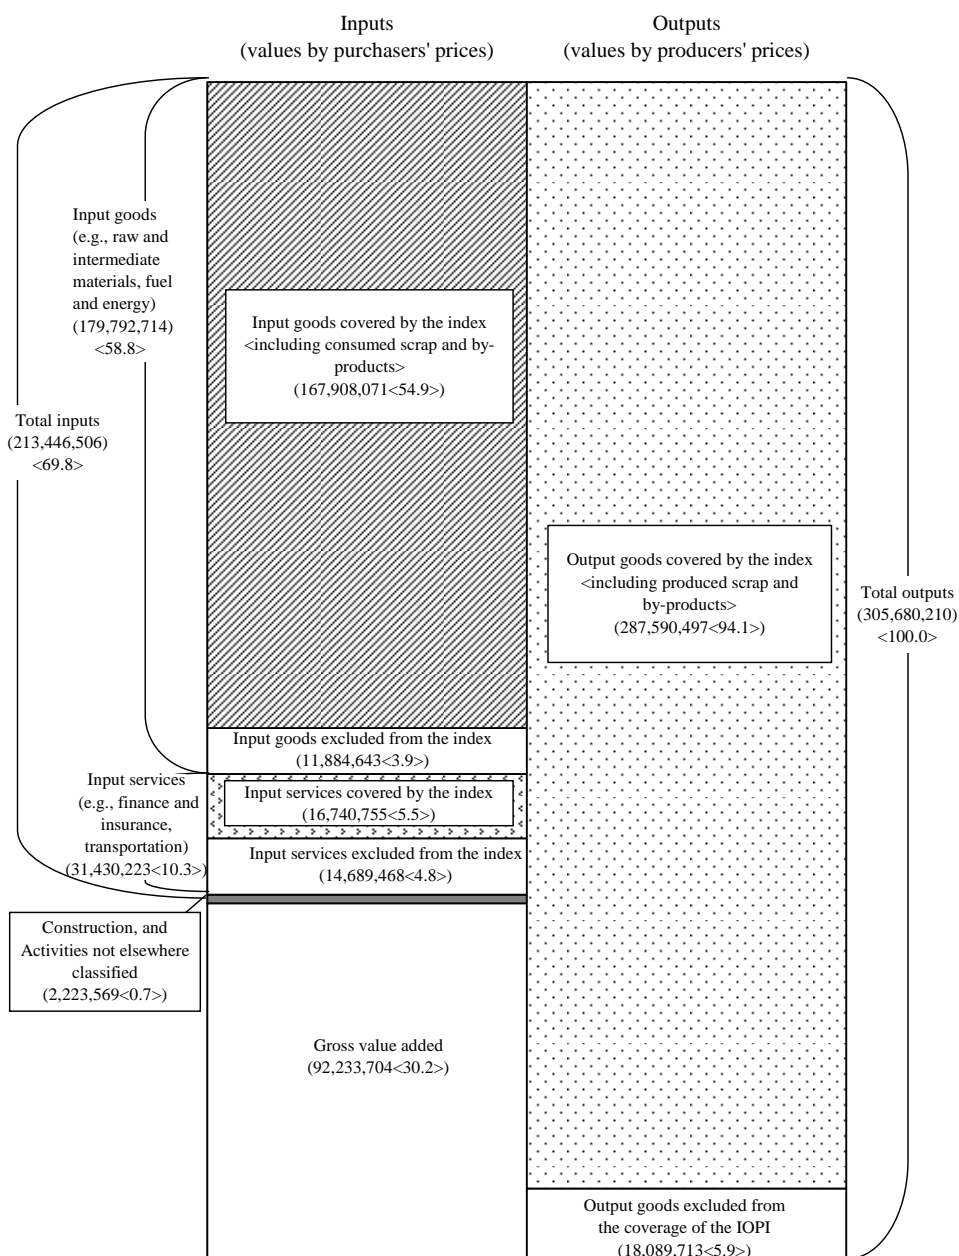 Inputs
(values by purchasers' prices)
Outputs
(values by producers' prices)
Input goods
(e.g., raw and
intermediate
materials, fuel
and energy)
(179,792,714)
<58.8>
Input goods covered by the index
<including consumed scrap and by-
products>
(167,908,071<54.9>)
Total inputs
(213,446,506)
<69.8>
Output goods covered by the index
<including produced scrap and
by-products>
(287,590,497<94.1>)
Total outputs
(305,680,210)
<100.0>
Input goods excluded from the index
(11,884,643<3.9>)
Input services
(e.g., finance and
insurance,
transportation)
(31,430,223<10.3>)
Input services covered by the index
(16,740,755<5.5>)
Input services excluded from the index
(14,689,468<4.8>)
Construction, and
Activities not elsewhere
classified
(2,223,569<0.7>)
Gross value added
(92,233,704<30.2>)
Output goods excluded from
the coverage of the IOPI
(18,089,713<5.9>)